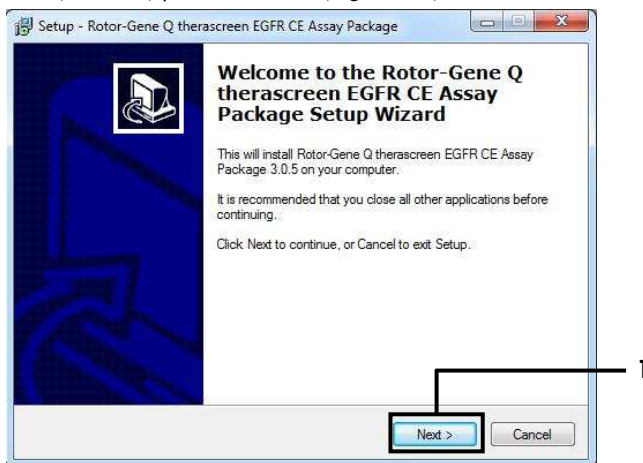 Setup - Rotor-Gene Q therascreen EGFR CE Assay Package
Welcome to the Rotor-Gene Q
therascreen EGFR CE Assay
Package Setup Wizard
This will install Rotor-Gene Q therascreen EGFR CE Assay
Package 3.0.5 on your computer.
It is recommended that you close all other applications before
continuing.
Click Next to continue, or Cancel to exit Setup.
1
Next >
Cancel